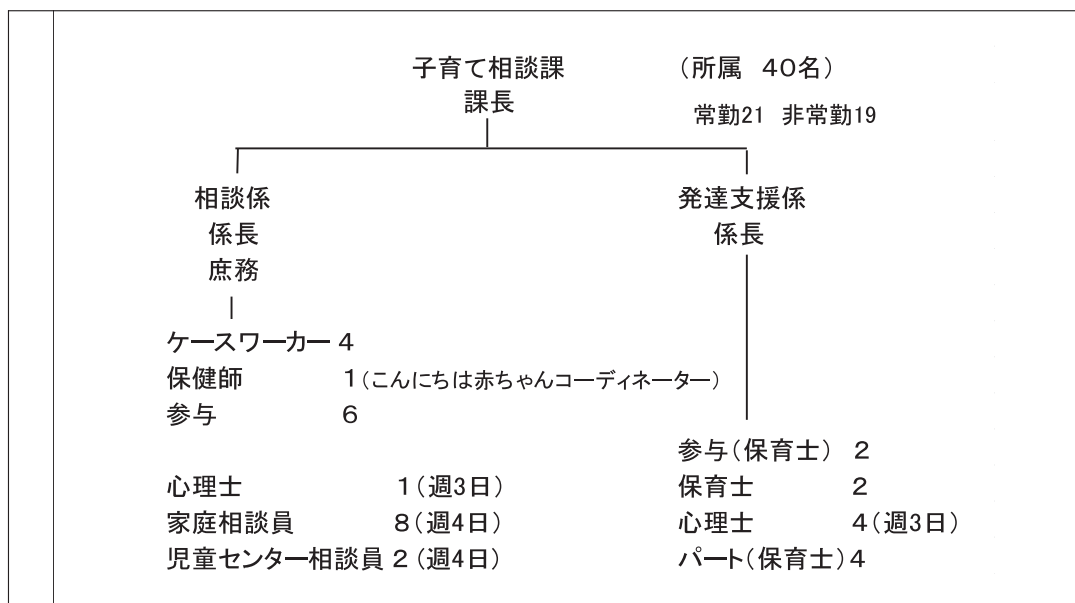 子育て相談課 （所属 40名）
課長
常勤21 非常勤19
相談係
係長
庶務
ケースワーカー 4
保健師 1（こんにちは赤ちゃんコーディネーター）
参与 6
心理士 1（週3日）
家庭相談員 8（週4日）
児童センター相談員 2（週4日）
発達支援係
係長
参与（保育士） 2
保育士 2
心理士 4（週3日）
パート（保育士）4